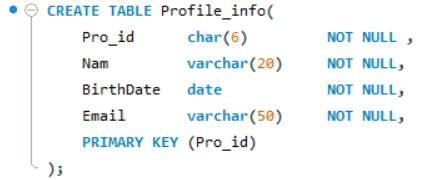 CREATE TABLE Profile_info(
Pro_id char(6) NOT NULL ,
Nam varchar(20) NOT NULL,
BirthDate date NOT NULL,
Email varchar(50) NOT NULL,
PRIMARY KEY (Pro_id)
);